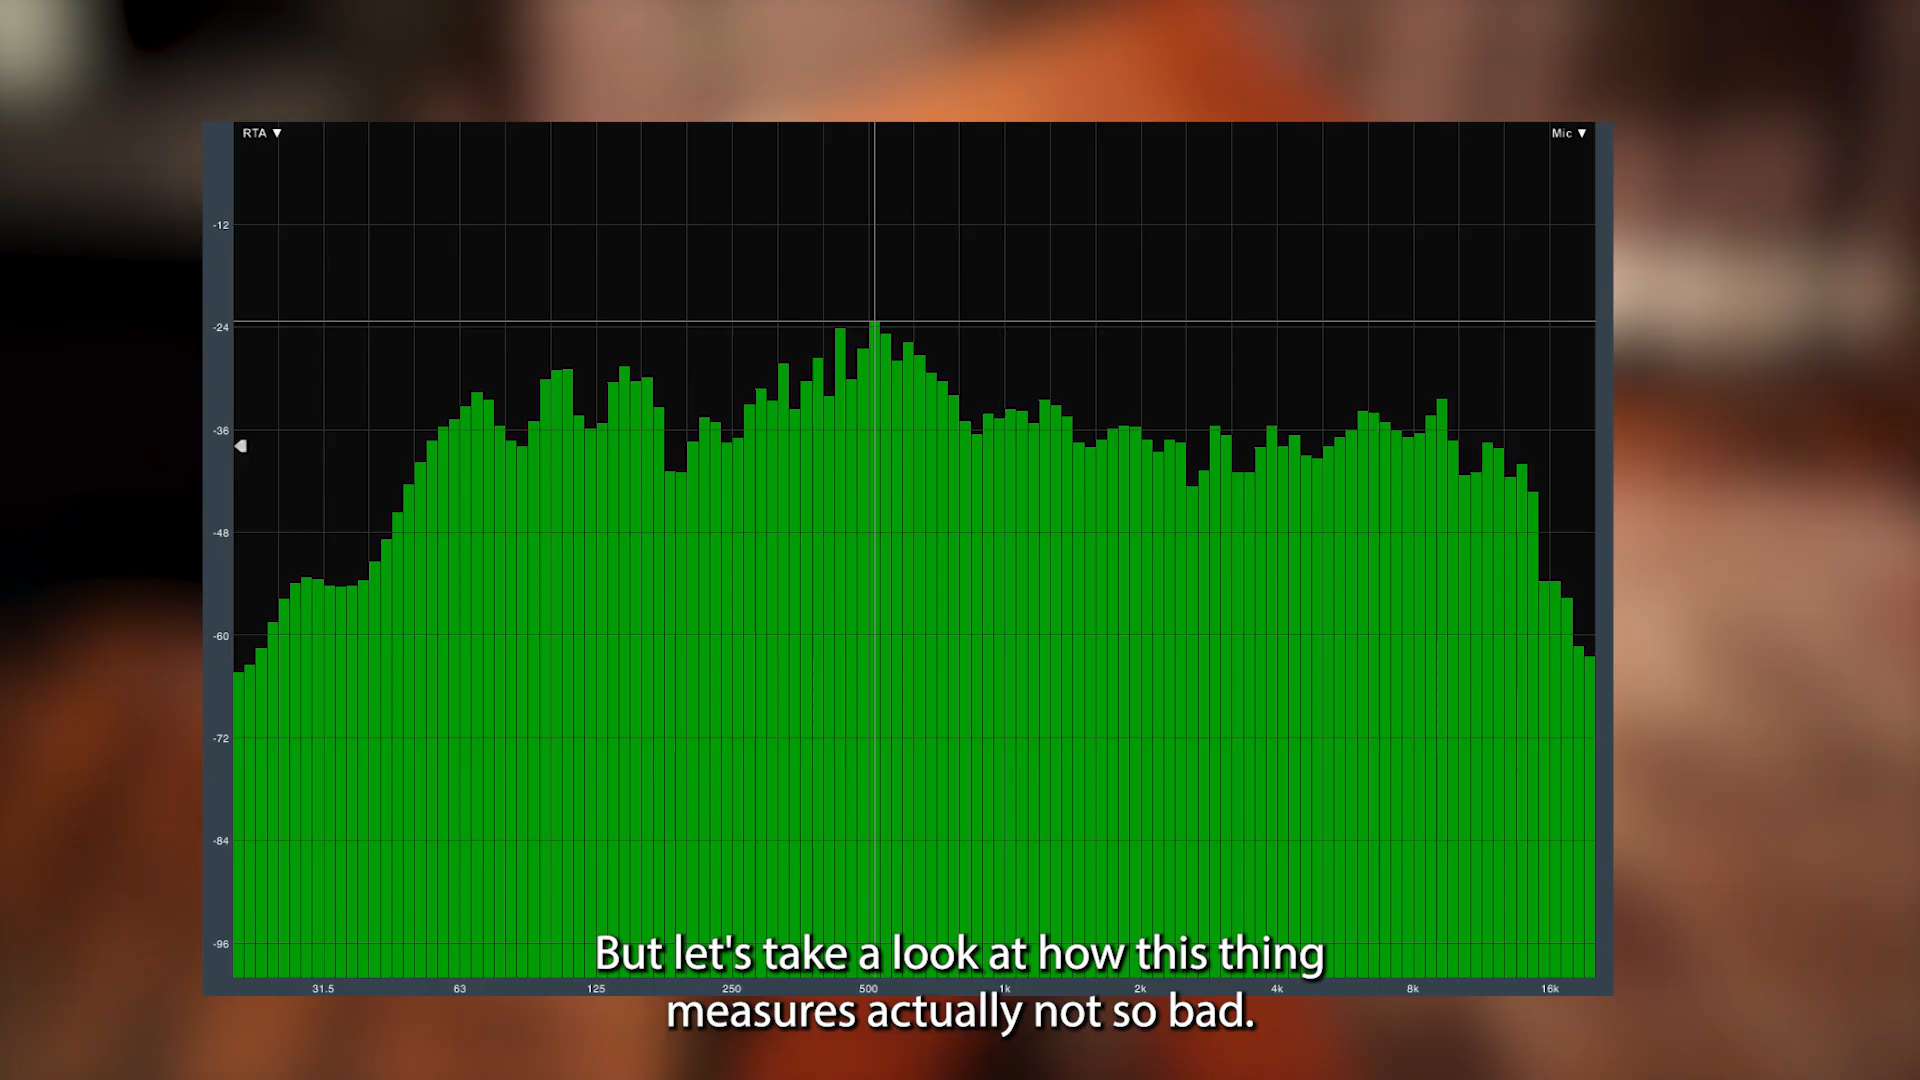 RTA ▼
Mic ▼
-12
-24
-36
-48
-60
-72
-84
-96
31.5 63 125 250 500 1k 2k 4k 8k 16k
But let's take a look at how this thing
measures actually not so bad.